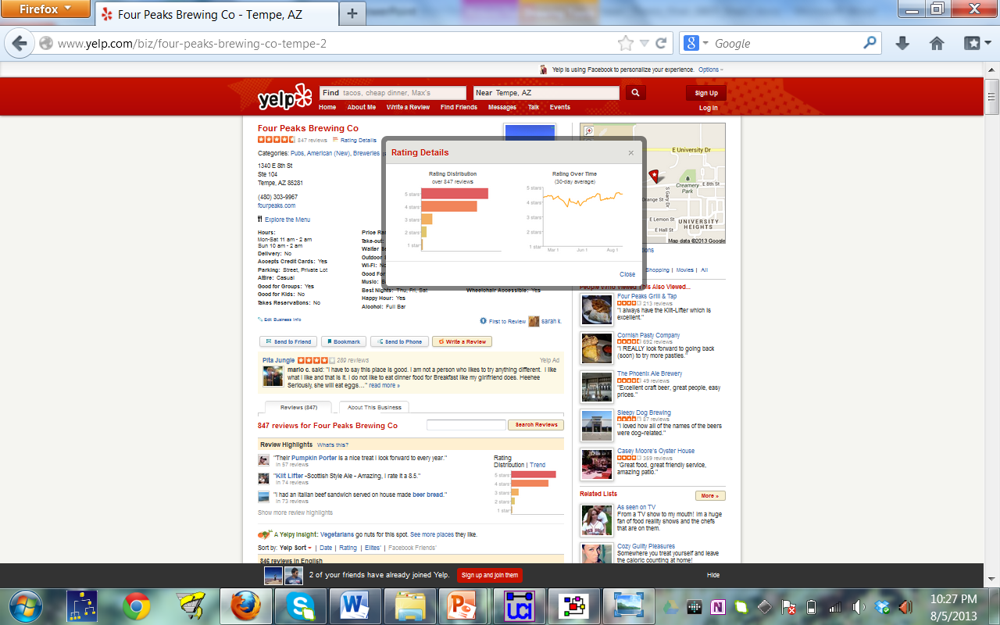 Firefox
Four Peaks Brewing Co - Tempe, AZ
www.yelp.com/biz/four-peaks-brewing-co-tempe-2
Google
Yelp is using Facebook to personalize your experience. Options
yelp
Find tacos, cheap dinner, Max's
Near Tempe, AZ
Sign Up
Home About Me Write a Review Find Friends Messages Talk Events
Log In
Four Peaks Brewing Co
847 reviews Rating Details
Categories: Pubs, American (New), Breweries
1340 E 8th St
Ste 104
Tempe, AZ 85281
(480) 303-9967
fourpeaks.com
Explore the Menu
Hours:
Mon-Sat 11 am - 2 am
Sun 10 am - 2 am
Delivery: No
Accepts Credit Cards: Yes
Parking: Street, Private Lot
Attire: Casual
Good for Groups: Yes
Good for Kids: No
Takes Reservations: No
Price Ran
Take-out:
Waiter Se
Outdoor
Wi-Fi: No
Good For
Music:
Best Nights: Thu, Fri, Sat
Happy Hour: Yes
Alcohol: Full Bar
Wheelchair Accessible: Yes
Rating Details
×
Rating Distribution
over 847 reviews
5 stars
4 stars
3 stars
2 stars
1 star
Rating Over Time
(30-day average)
5 stars
4 stars
3 stars
2 stars
1 star
Mar 1 Jun 1 Aug 1
Close
E University Dr
Creamery Park
E 8th St
S Gary Dr
Orange St
E Lemon St
UNIVERSITY HEIGHTS
E Hall St
Map data ©2013 Google
Shopping | Movies | All
Edit Business Info
First to Review sarah k.
Send to Friend
Bookmark
Send to Phone
Write a Review
Pita Jungle 289 reviews
Yelp Ad
mario c. said: "I have to say this place is good. I am not a person who likes to try anything different. I like
what I like and that is it. I do not like to eat dinner food for Breakfast like my girlfriend does. Heehee
Seriously, she will eat eggs…" read more »
Reviews (847)
About This Business
847 reviews for Four Peaks Brewing Co
Search Reviews
Review Highlights What's this?
"Their Pumpkin Porter is a nice treat I look forward to every year."
in 57 reviews
"Kilt Lifter -Scottish Style Ale - Amazing, I rate it a 8.5."
in 74 reviews
"I had an Italian beef sandwich served on house made beer bread."
in 73 reviews
Show more review highlights
Rating
Distribution | Trend
5 stars
4 stars
3 stars
2 stars
1 star
A Yelpy Insight: Vegetarians go nuts for this spot. See more places they like.
Sort by: Yelp Sort | Date | Rating | Elites' | Facebook Friends'
846 reviews in English
People Who Viewed This Also Viewed...
Four Peaks Grill & Tap
213 reviews
"I always have the Kilt-Lifter which is
excellent."
Cornish Pasty Company
692 reviews
"I REALLY look forward to going back
(soon) to try more pasties."
The Phoenix Ale Brewery
49 reviews
"Excellent craft beer, great people, easy
prices."
Sleepy Dog Brewing
87 reviews
"I loved how all of the names of the beers
were dog-related."
Casey Moore's Oyster House
359 reviews
"Great food, great friendly service,
amazing patio."
Related Lists
More »
As seen on TV
From a TV show to my mouth! Im a huge
fan of food reality shows and the chefs
that are on them.
Cozy Guilty Pleasures
Somewhere you treat yourself and leave
the caloric counting at home!
2 of your friends have already joined Yelp.
Sign up and join them
Hide
UCI
10:27 PM
8/5/2013